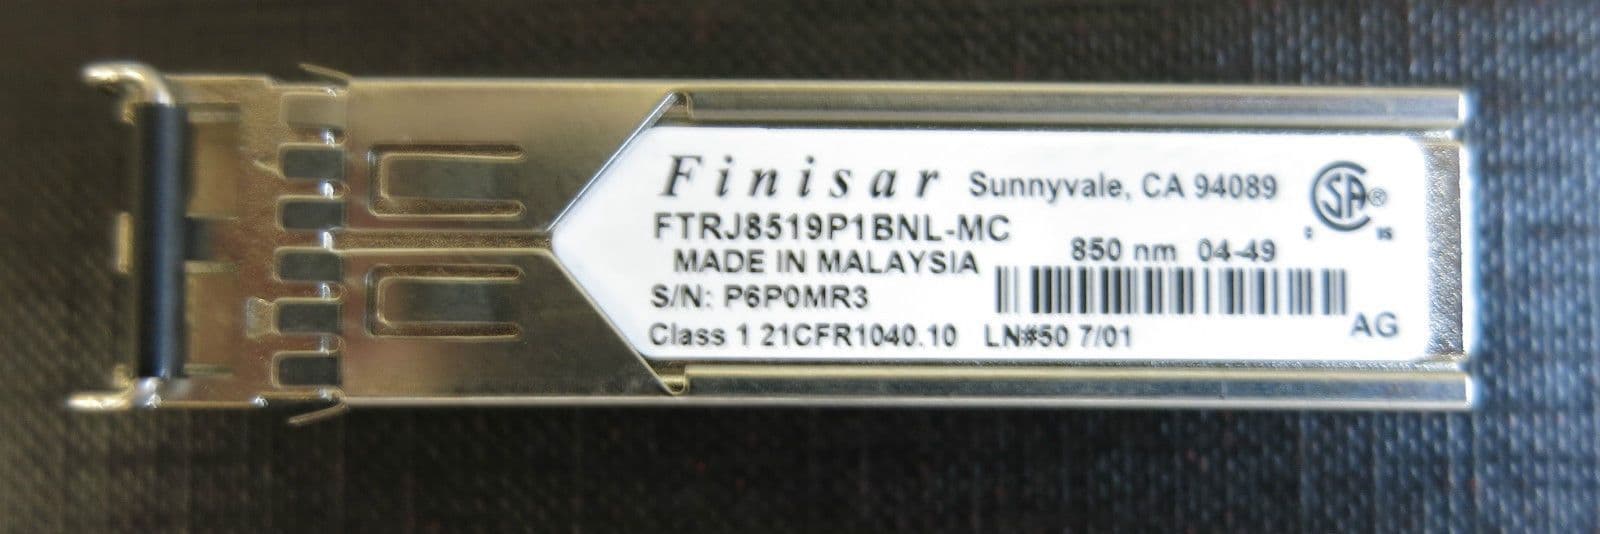 Finisar Sunnyvale, CA 94089
FTRJ8519P1BNL-MC
850 nm 04-49
MADE IN MALAYSIA
S/N: P6P0MR3
Class 1 21CFR1040.10 LN#50 7/01
AG
SA®